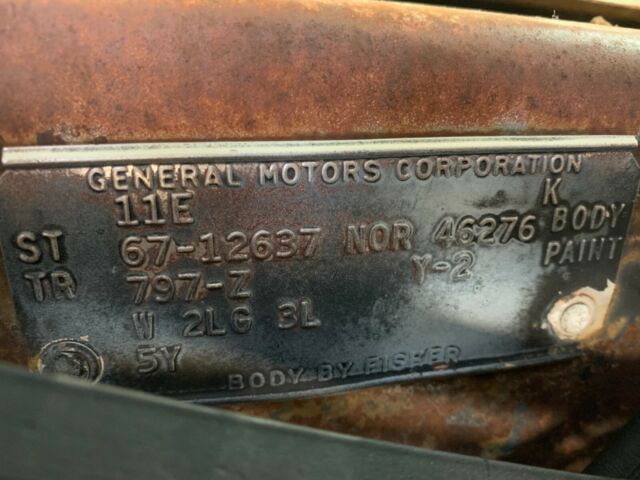 GENERAL MOTORS CORPORATION
11E K
ST 67-12637 NOR 46276 BODY
TR 797-Z Y-2 PAINT
W 2LG 3L
5Y
BODY BY FISHER